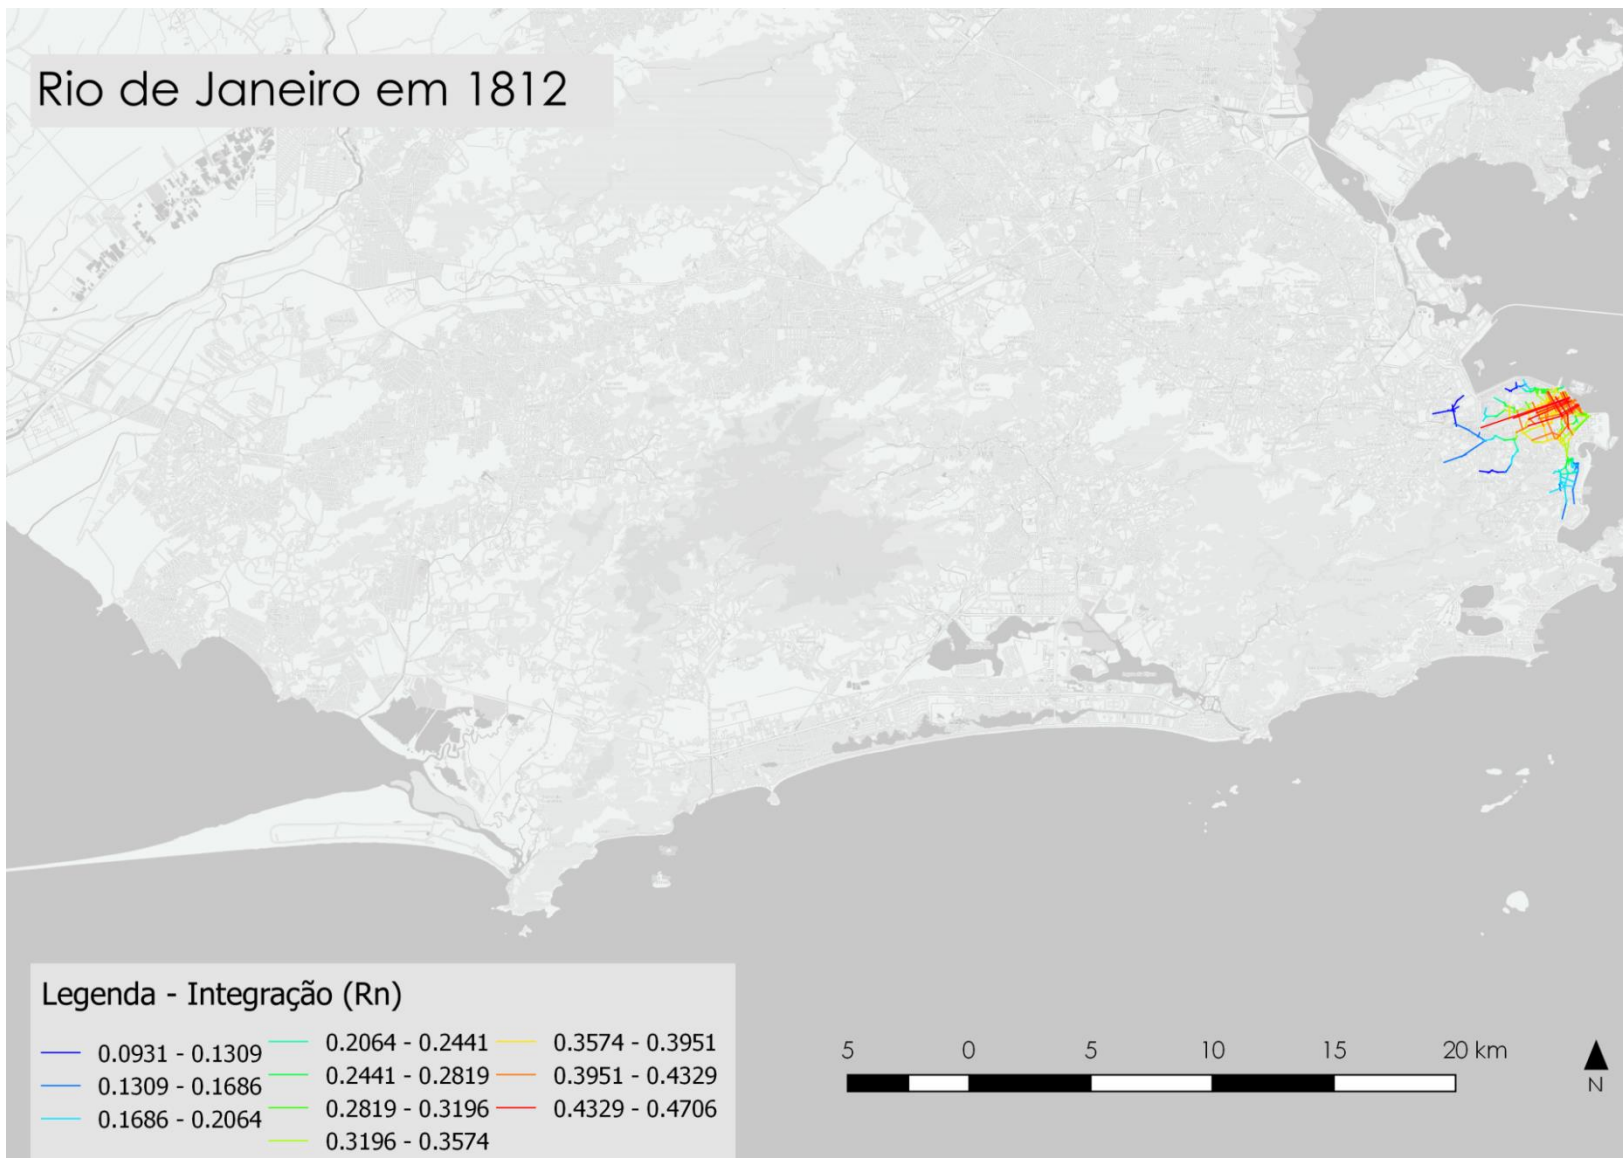 Rio de Janeiro em 1812
Legenda - Integração (Rn)
0.0931 - 0.1309
0.1309 - 0.1686
0.1686 - 0.2064
0.2064 - 0.2441
0.2441 - 0.2819
0.2819 - 0.3196
0.3196 - 0.3574
0.3574 - 0.3951
0.3951 - 0.4329
0.4329 - 0.4706
5 0 5 10 15 20 km
N